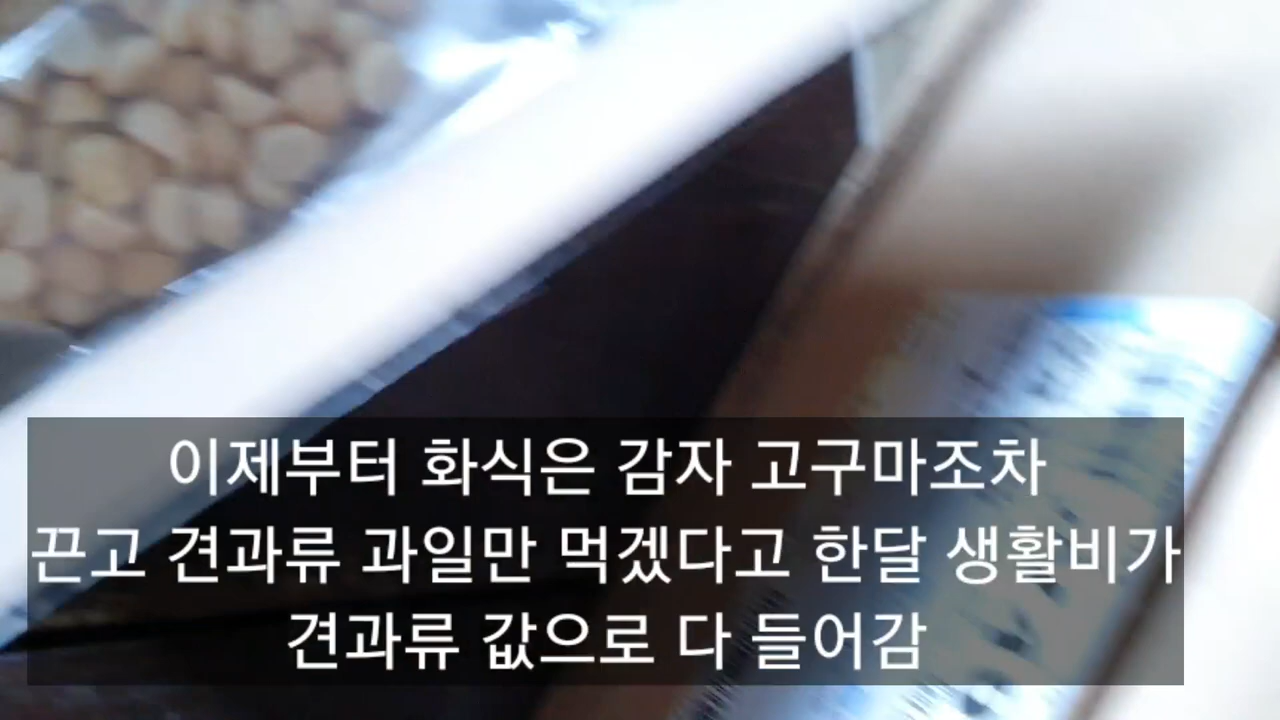 이제부터 화식은 감자 고구마조차
끈고 견과류 과일만 먹겠다고 한달 생활비가
견과류 값으로 다 들어감